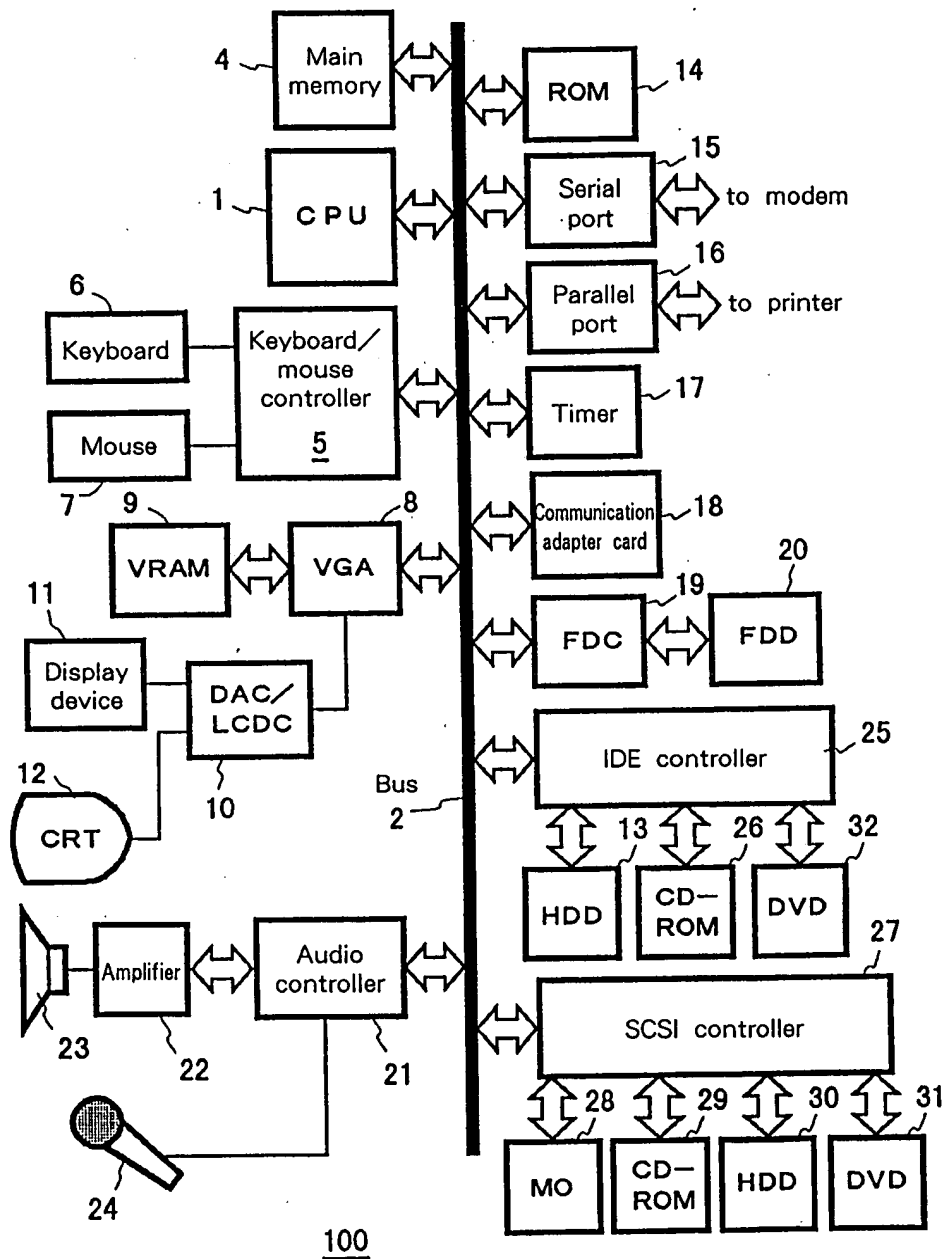 4
Main
memory
ROM
14
1
CPU
15
Serial
port
to modem
16
Parallel
port
to printer
6
Keyboard
Keyboard/
mouse
controller
5
Mouse
7
Timer
17
9
VRAM
8
VGA
Communication
adapter card
18
19
FDC
20
FDD
11
Display
device
DAC/
LCDC
10
12
CRT
Bus
2
IDE controller
25
13
HDD
26
CD-
ROM
32
DVD
23
Amplifier
22
Audio
controller
21
24
27
SCSI controller
28
MO
29
CD-
ROM
30
HDD
31
DVD
100